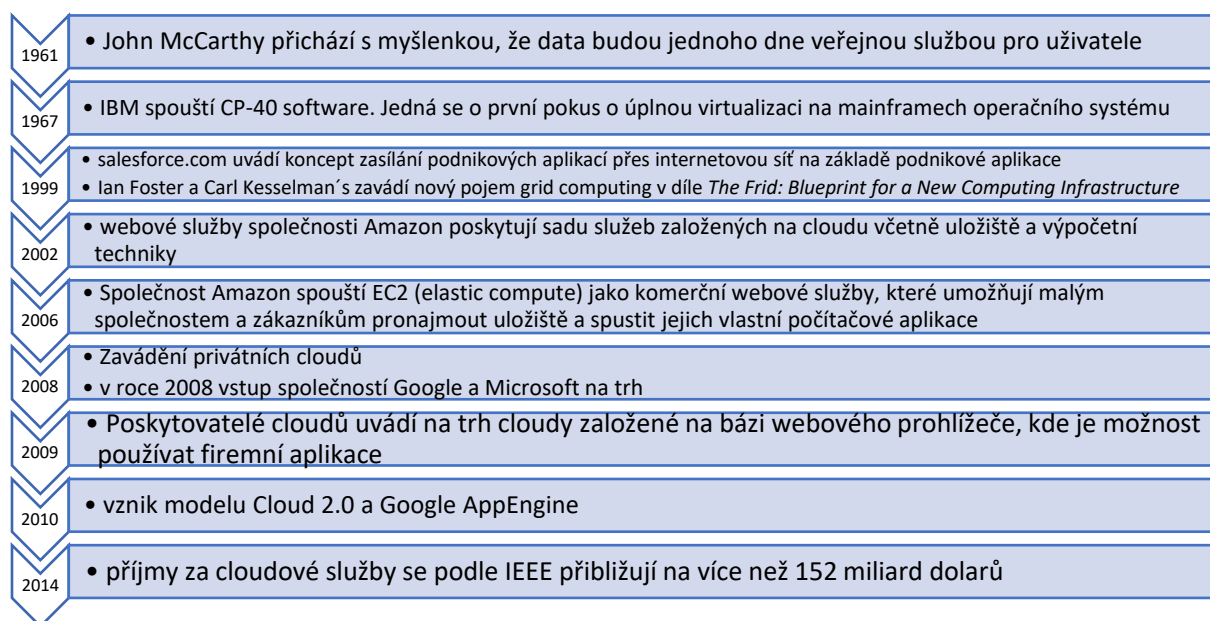 1961
• John McCarthy přichází s myšlenkou, že data budou jednoho dne veřejnou službou pro uživatele
1967
• IBM spouští CP-40 software. Jedná se o první pokus o úplnou virtualizaci na mainframech operačního systému
1999
• salesforce.com uvádí koncept zasílání podnikových aplikací přes internetovou síť na základě podnikové aplikace
• Ian Foster a Carl Kesselman´s zavádí nový pojem grid computing v díle The Frid: Blueprint for a New Computing Infrastructure
2002
• webové služby společnosti Amazon poskytují sadu služeb založených na cloudu včetně uložiště a výpočetní
techniky
2006
• Společnost Amazon spouští EC2 (elastic compute) jako komerční webové služby, které umožňují malým
společnostem a zákazníkům pronajmout uložiště a spustit jejich vlastní počítačové aplikace
2008
• Zavádění privátních cloudů
• v roce 2008 vstup společností Google a Microsoft na trh
2009
• Poskytovatelé cloudů uvádí na trh cloudy založené na bázi webového prohlížeče, kde je možnost
používat firemní aplikace
2010
• vznik modelu Cloud 2.0 a Google AppEngine
2014
• příjmy za cloudové služby se podle IEEE přibližují na více než 152 miliard dolarů